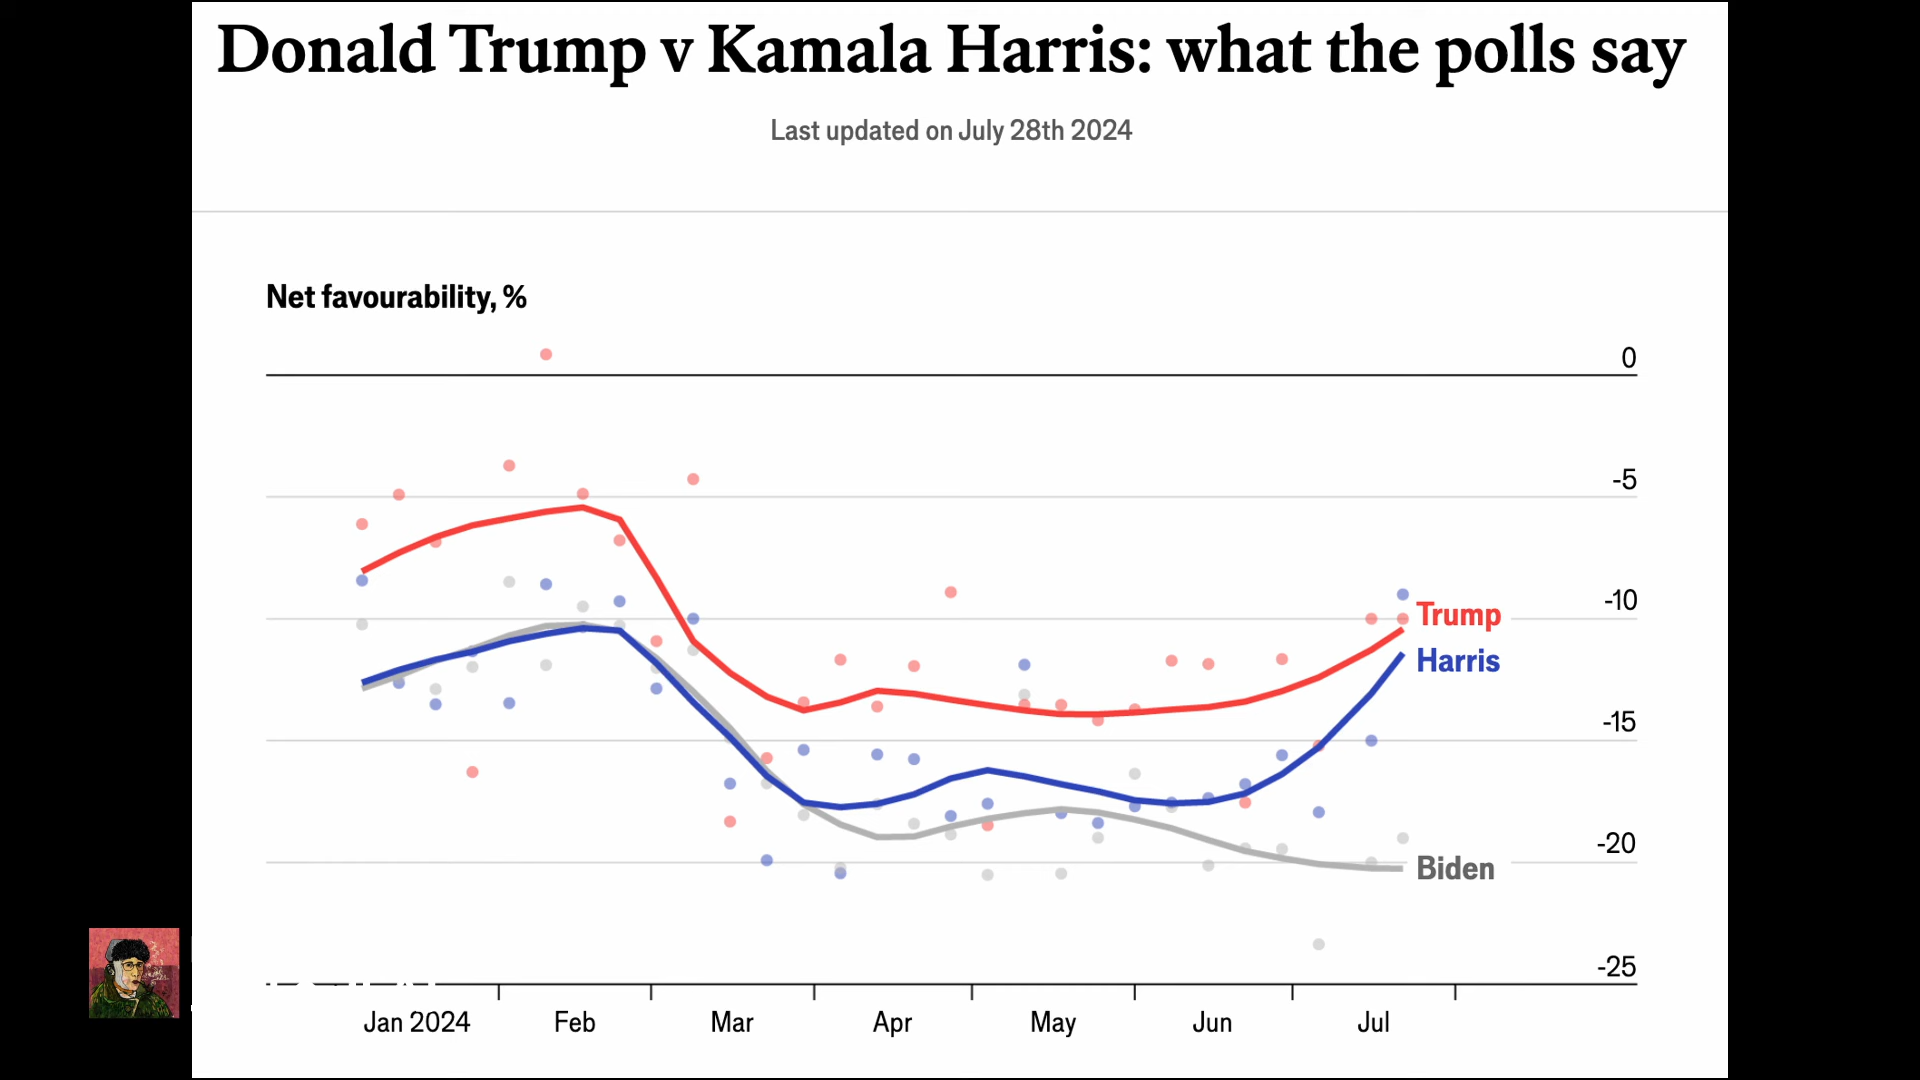 Donald Trump v Kamala Harris: what the polls say
Last updated on July 28th 2024
Net favourability, %
0
-5
-10
Trump
Harris
-15
-20
Biden
-25
Jan 2024 Feb Mar Apr May Jun Jul